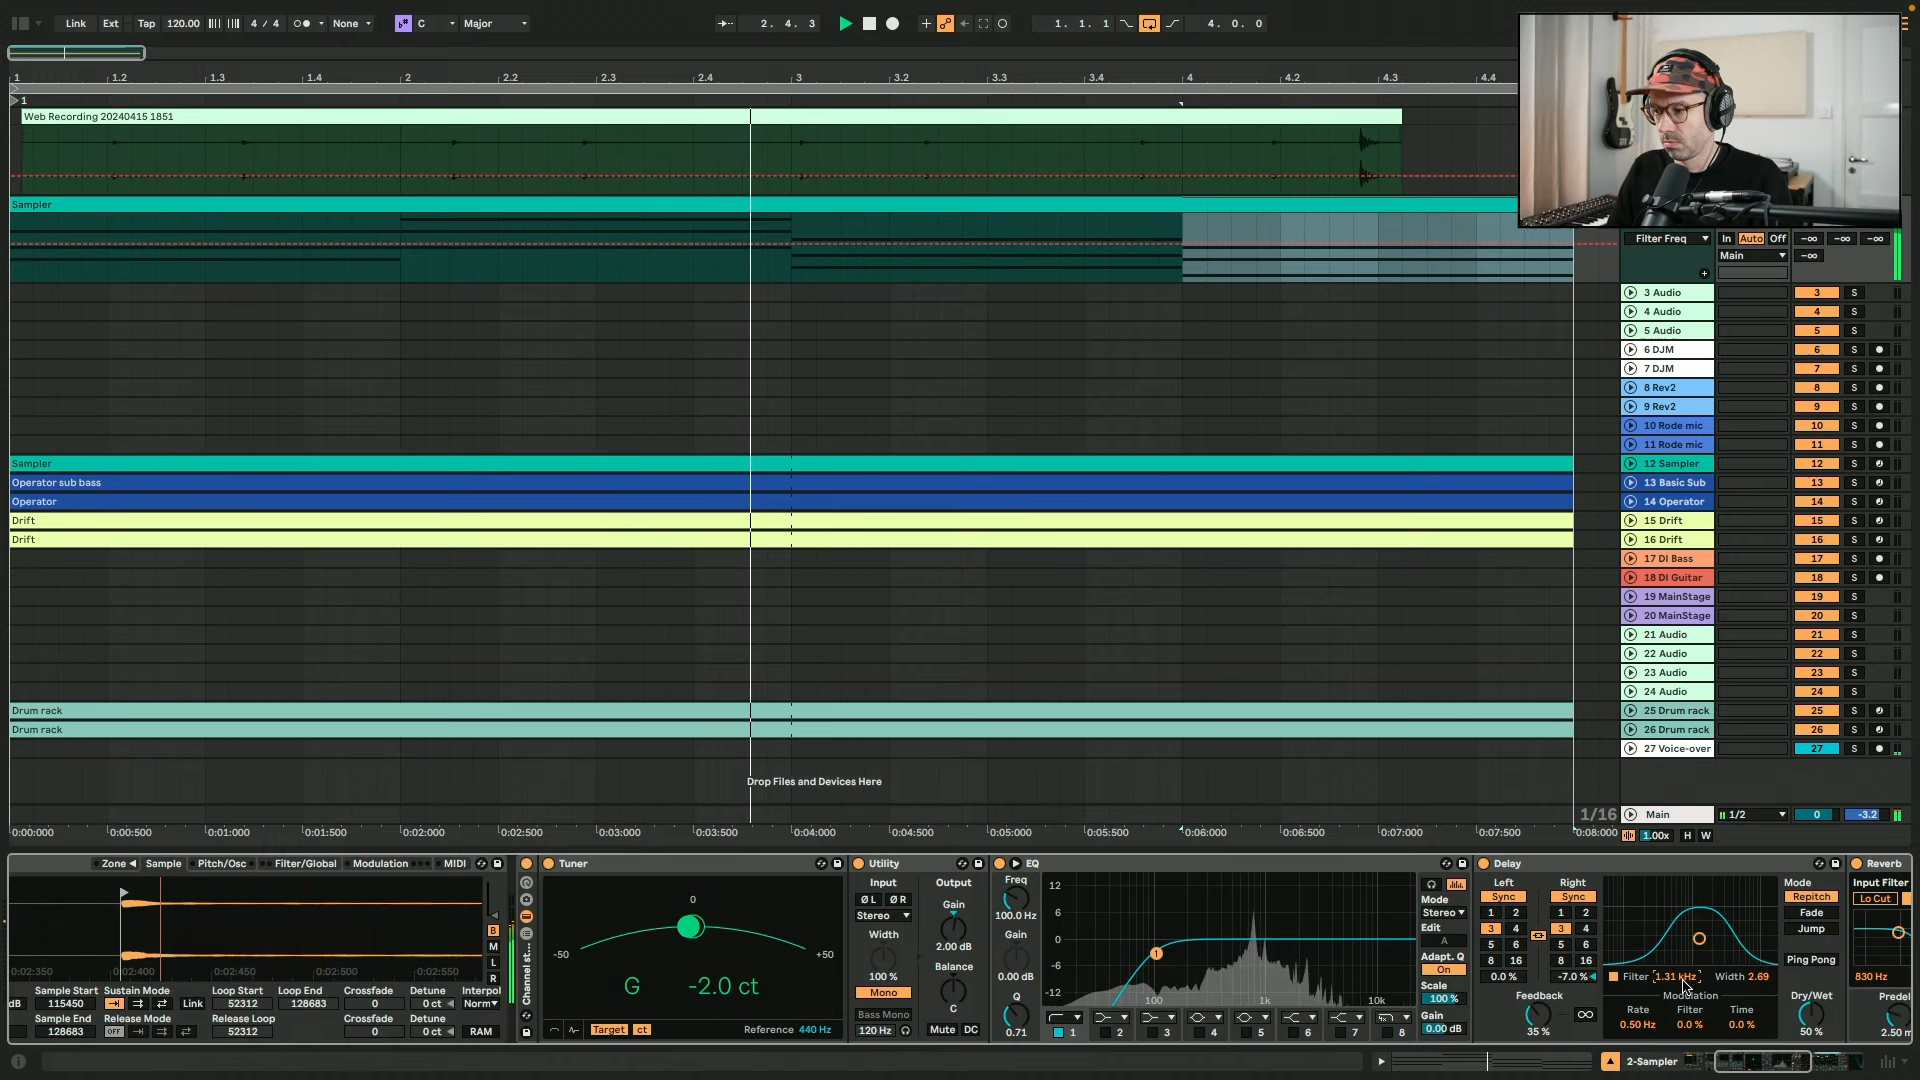 Link Ext Tap 120.00 4 / 4 None C Major 2. 4. 3 1. 1. 1 4. 0. 0
1 1.2 1.3 1.4 2 2.2 2.3 2.4 3 3.2 3.3 3.4 4 4.2 4.3 4.4
1
Web Recording 20240415 1851
Sampler
Filter Freq In Auto Off -∞ -∞ -∞
Main -∞
3 Audio 3 S
4 Audio 4 S
5 Audio 5 S
6 DJM 6 S
7 DJM 7 S
8 Rev2 8 S
9 Rev2 9 S
10 Rode mic 10 S
11 Rode mic 11 S
Sampler 12 Sampler 12 S
Operator sub bass 13 Basic Sub 13 S
Operator 14 Operator 14 S
Drift 15 Drift 15 S
Drift 16 Drift 16 S
17 DI Bass 17 S
18 DI Guitar 18 S
19 MainStage 19 S
20 MainStage 20 S
21 Audio 21 S
22 Audio 22 S
23 Audio 23 S
24 Audio 24 S
Drum rack 25 Drum rack 25 S
Drum rack 26 Drum rack 26 S
27 Voice-over 27 S
Drop Files and Devices Here
1/16 Main 1/2 0 -3.2
0:00:000 0:00:500 0:01:000 0:01:500 0:02:000 0:02:500 0:03:000 0:03:500 0:04:000 0:04:500 0:05:000 0:05:500 0:06:000 0:06:500 0:07:000 0:07:500 0:08:000 1.00x H W
Zone Sample Pitch/Osc Filter/Global Modulation MIDI
0:02:350 0:02:400 0:02:450 0:02:500 0:02:550
B
M
L
R
Sample Start Sustain Mode Loop Start Loop End Crossfade Detune Interpol
dB 115450 Link 52312 128683 0 0 ct Norm
Sample End Release Mode Release Loop Crossfade Detune
128683 OFF 52312 0 0 ct RAM
Channel st...
Tuner
0
-50 +50
G -2.0 ct
Target ct Reference 440 Hz
Utility
Input Output
Ø L Ø R Gain
Stereo
Width 2.00 dB
100 % Balance
Mono
Bass Mono C
120 Hz Mute DC
EQ
Freq
100.0 Hz
Gain
0.00 dB
Q
0.71
12
6
0
-6
-12
1
100 1k 10k
1 2 3 4 5 6 7 8
Mode
Stereo
Edit
A
Adapt. Q
On
Scale
100 %
Gain
0.00 dB
Delay
Left Right
Sync Sync
1 2 1 2
3 4 3 4
5 6 5 6
8 16 8 16
0.0 % -7.0 %
Feedback
35 %
Filter 1.31 kHz Width 2.69
Modulation
Rate Filter Time
0.50 Hz 0.0 % 0.0 %
Mode
Repitch
Fade
Jump
Ping Pong
Dry/Wet
50 %
Reverb
Input Filter
Lo Cut
830 Hz
2.50 m
2-Sampler